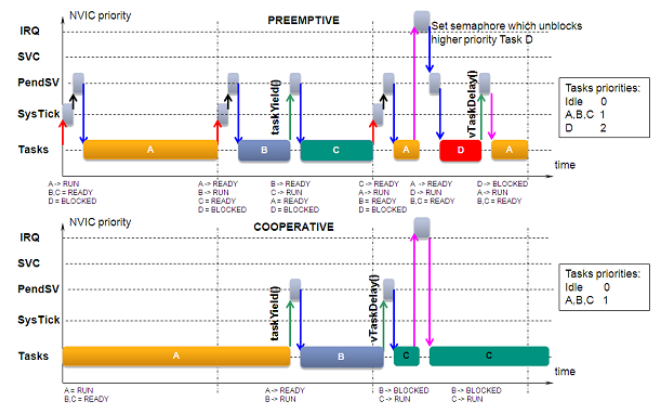 NVIC priority
PREEMPTIVE
IRQ
Set semaphore which unblocks
higher priority Task D
SVC
PendSV
taskYield()
vTaskDelay()
SysTick
Tasks
A
B
C
A
D
A
time
Tasks priorities:
Idle 0
A,B,C 1
D 2
A -> RUN
B,C = READY
D = BLOCKED
A -> READY
B -> RUN
C = READY
D = BLOCKED
B -> READY
C -> RUN
A = READY
D = BLOCKED
C -> READY
A -> RUN
B = READY
D = BLOCKED
A -> READY
D -> RUN
B,C = READY
D -> BLOCKED
A -> RUN
B,C = READY
NVIC priority
COOPERATIVE
IRQ
SVC
PendSV
taskYield()
vTaskDelay()
SysTick
Tasks
A
B
C
C
time
Tasks priorities:
Idle 0
A,B,C 1
A = RUN
B,C = READY
A -> READY
B -> RUN
B -> BLOCKED
C -> RUN
B -> BLOCKED
C -> RUN